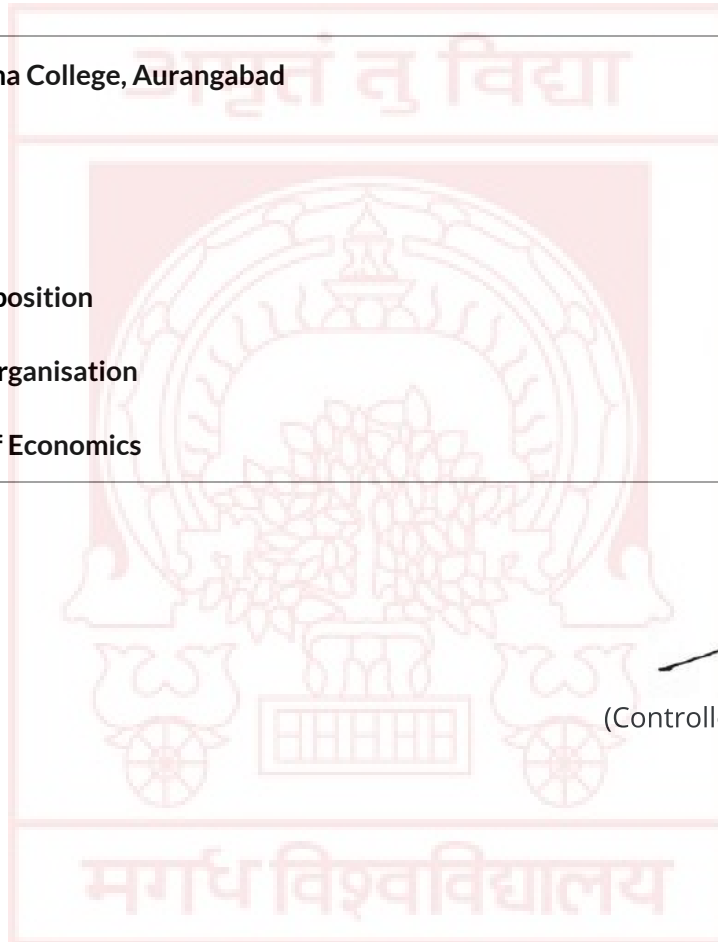 अमृतं तु विद्या
na College, Aurangabad
position
rganisation
f Economics
(Controll
मगध विश्वविद्यालय